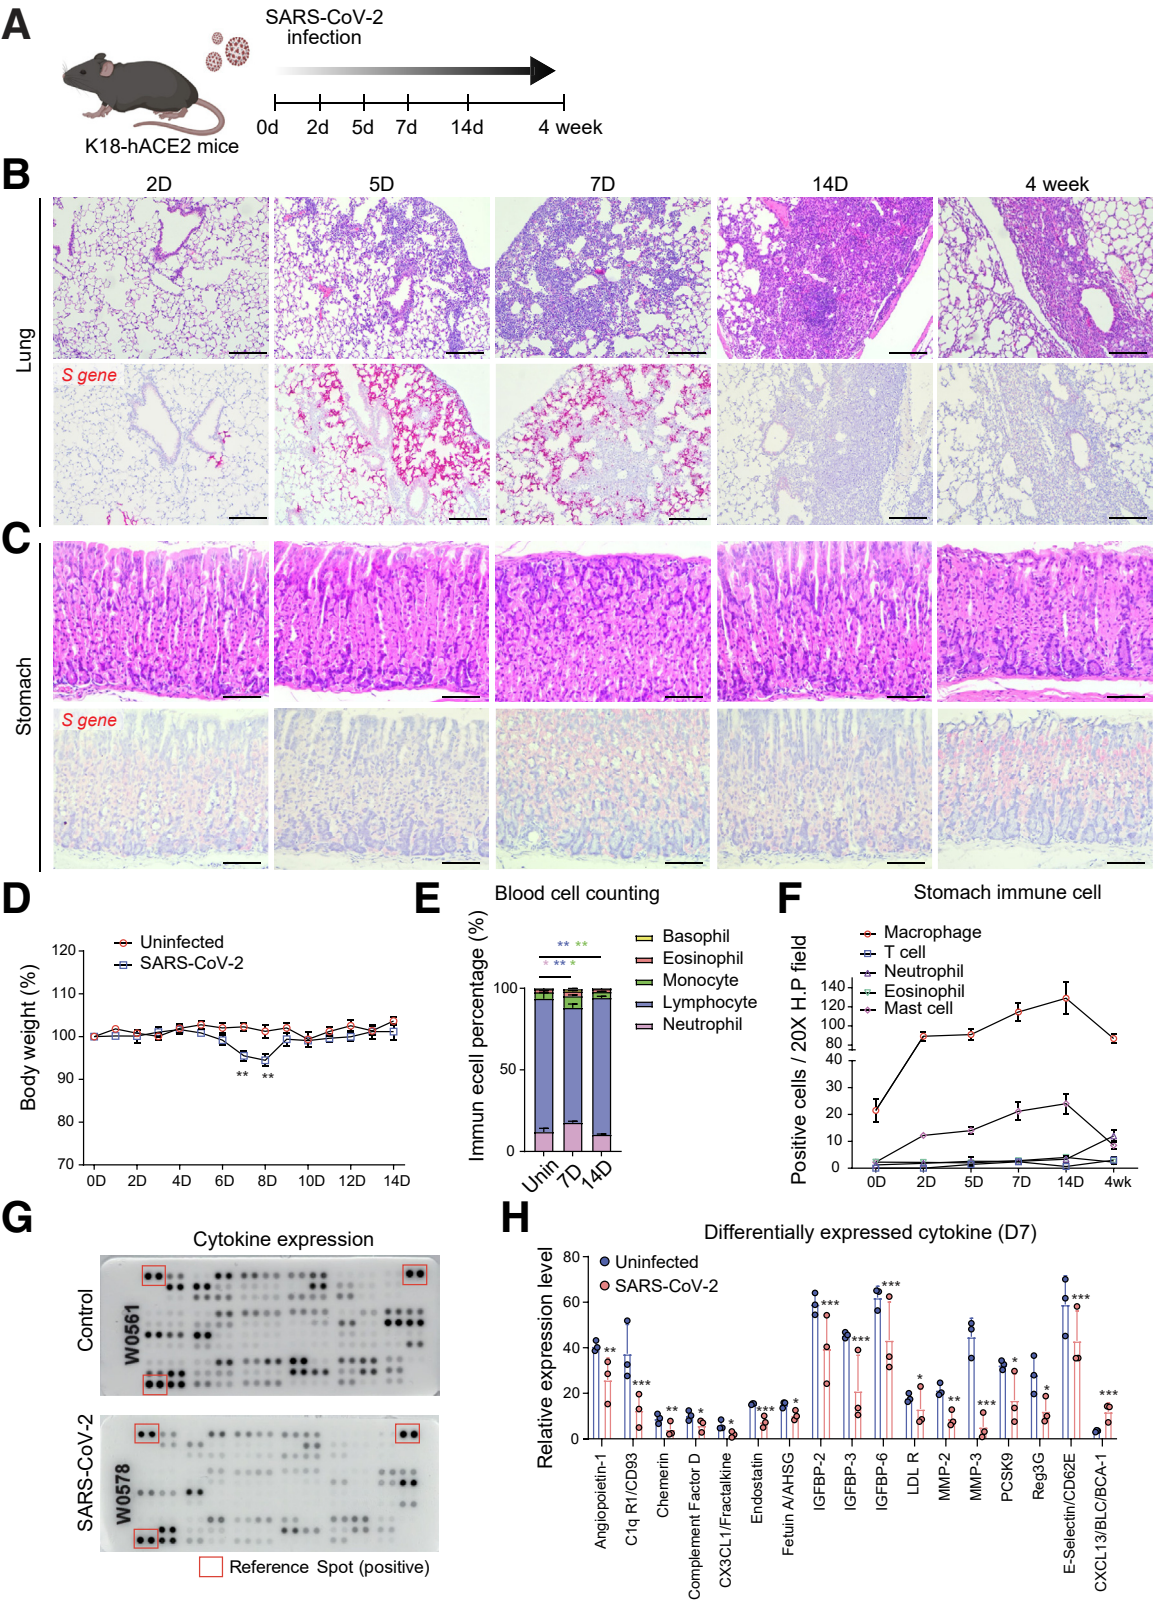 A
SARS-CoV-2
infection
K18-hACE2 mice
0d 2d 5d 7d 14d 4 week
B
2D 5D 7D 14D 4 week
Lung
S gene
C
Stomach
S gene
D
Body weight (%)
Uninfected
SARS-CoV-2
120
110
100
90
80
70
** **
0D 2D 4D 6D 8D 10D 12D 14D
E
Blood cell counting
Immun ecell percentage (%)
** **
* ** *
100
50
0
Unin 7D 14D
Basophil
Eosinophil
Monocyte
Lymphocyte
Neutrophil
F
Stomach immune cell
Positive cells / 20X H.P field
Macrophage
T cell
Neutrophil
Eosinophil
Mast cell
140
120
100
80
40
30
20
10
0
0D 2D 5D 7D 14D 4wk
G
Cytokine expression
Control
W0561
SARS-CoV-2
W0578
Reference Spot (positive)
H
Differentially expressed cytokine (D7)
Relative expression level
Uninfected
SARS-CoV-2
80
60
40
20
0
** *** ** * * *** * *** *** *** * ** *** * * *** ***
Angiopoietin-1
C1q R1/CD93
Chemerin
Complement Factor D
CX3CL1/Fractalkine
Endostatin
Fetuin A/AHSG
IGFBP-2
IGFBP-3
IGFBP-6
LDL R
MMP-2
MMP-3
PCSK9
Reg3G
E-Selectin/CD62E
CXCL13/BLC/BCA-1